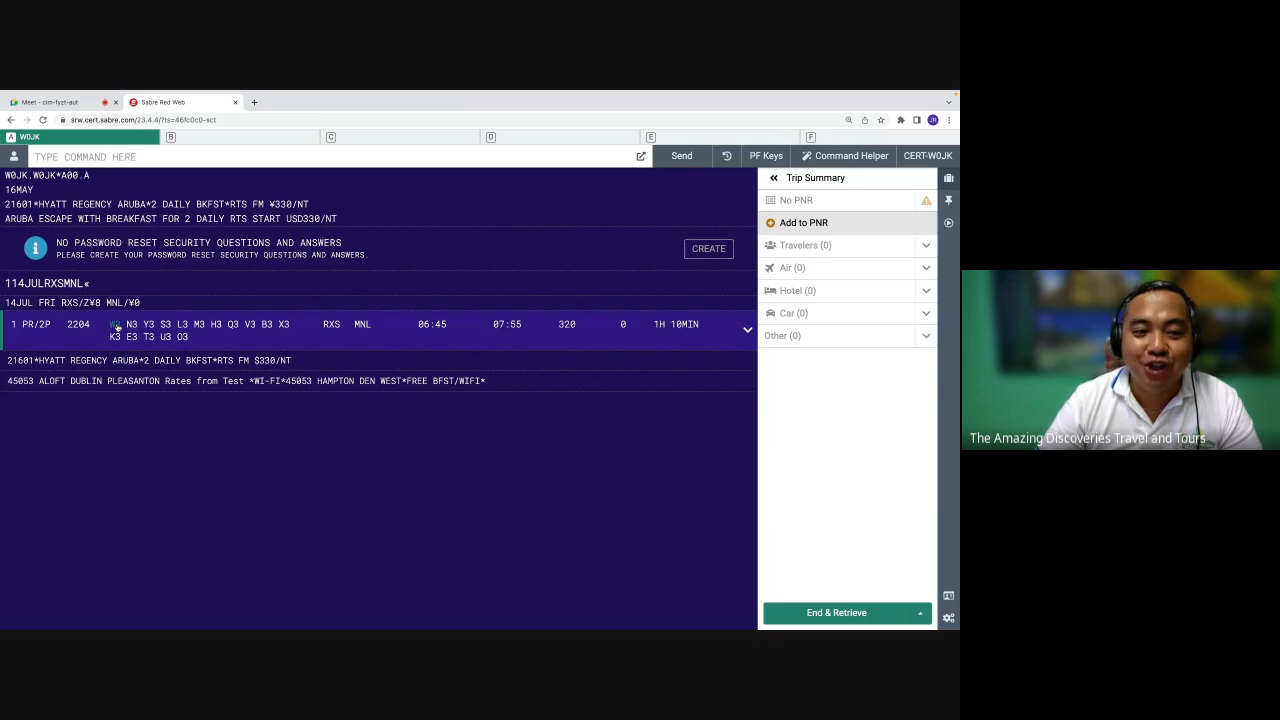 Meet - cim-fyzt-aut
Sabre Red Web
srw.cert.sabre.com/23.4.4/?ts=46fc0c0-sct
JR
A W0JK
B
C
D
E
F
TYPE COMMAND HERE
Send
PF Keys
Command Helper
CERT-W0JK
W0JK.W0JK*A00.A
16MAY
21601*HYATT REGENCY ARUBA*2 DAILY BKFST*RTS FM ¥330/NT
ARUBA ESCAPE WITH BREAKFAST FOR 2 DAILY RTS START USD330/NT
NO PASSWORD RESET SECURITY QUESTIONS AND ANSWERS
PLEASE CREATE YOUR PASSWORD RESET SECURITY QUESTIONS AND ANSWERS.
CREATE
114JULRXSMNL«
14JUL FRI RXS/Z¥8 MNL/¥0
1 PR/2P 2204 W3 N3 Y3 S3 L3 M3 H3 Q3 V3 B3 X3 RXS MNL 06:45 07:55 320 0 1H 10MIN
K3 E3 T3 U3 O3
21601*HYATT REGENCY ARUBA*2 DAILY BKFST*RTS FM $330/NT
45053 ALOFT DUBLIN PLEASANTON Rates from Test *WI-FI*45053 HAMPTON DEN WEST*FREE BFST/WIFI*
Trip Summary
No PNR
Add to PNR
Travelers (0)
Air (0)
Hotel (0)
Car (0)
Other (0)
End & Retrieve
The Amazing Discoveries Travel and Tours